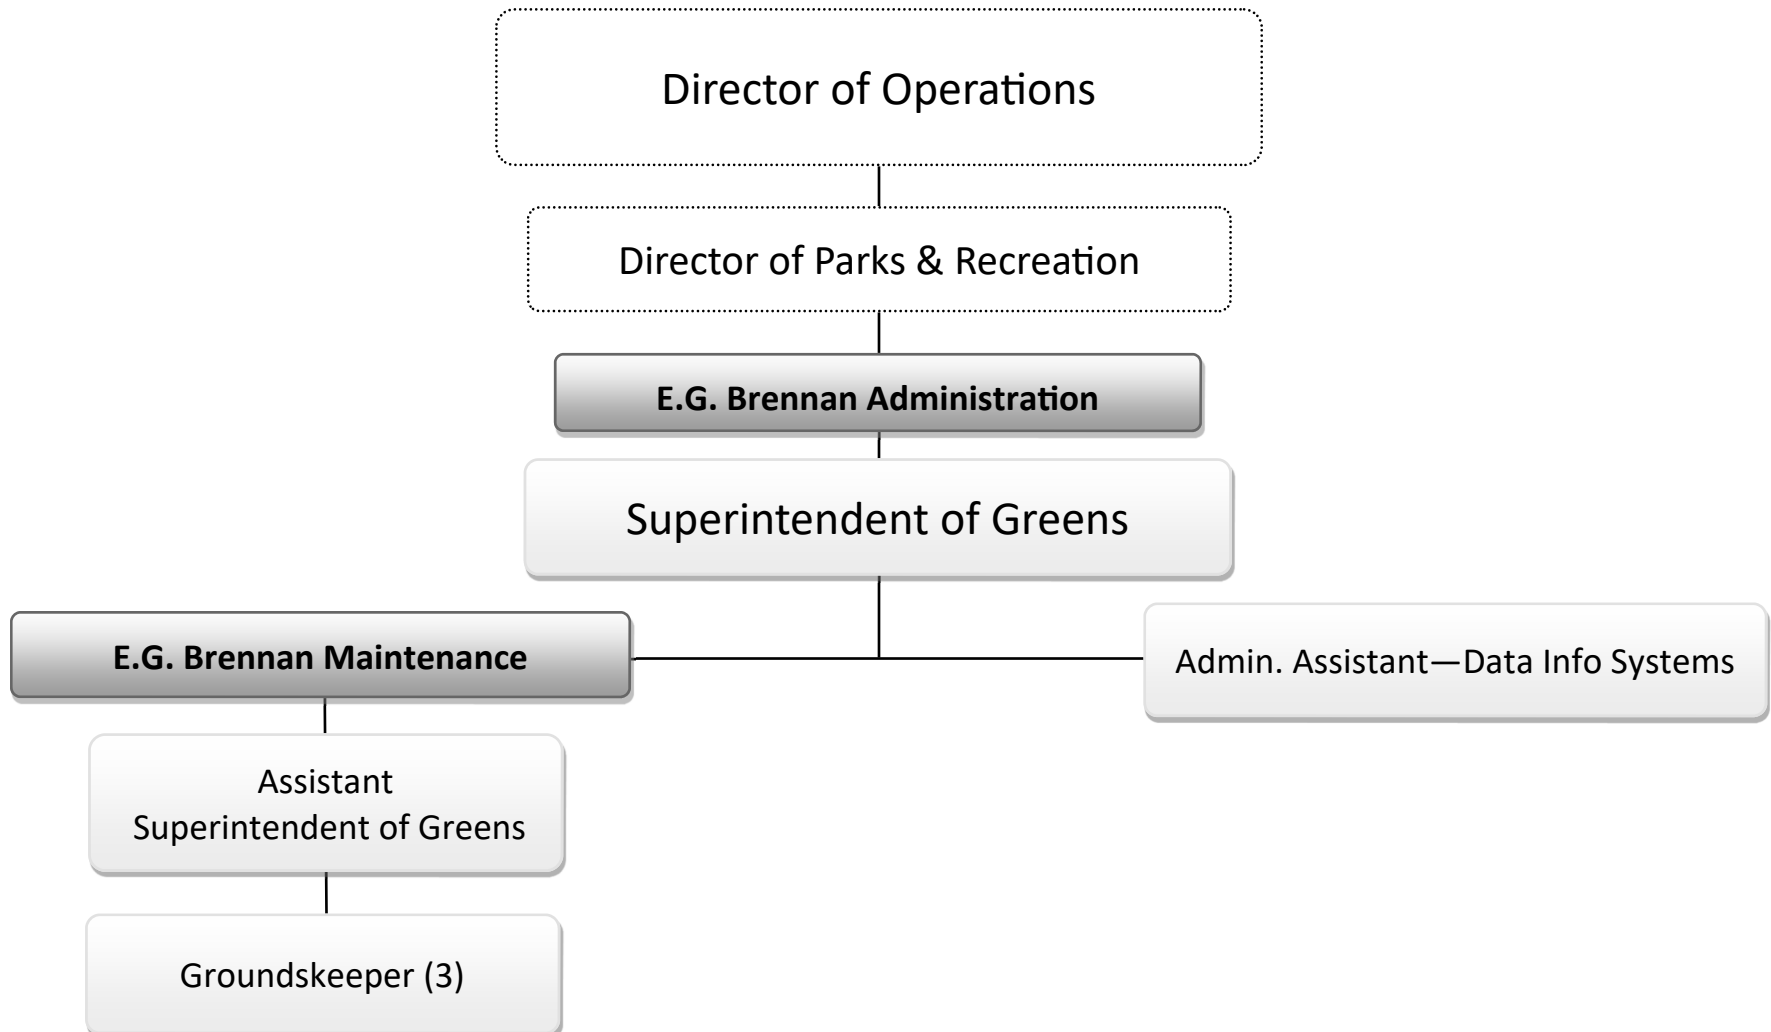 Director of Operations
Director of Parks & Recreation
E.G. Brennan Administration
Superintendent of Greens
E.G. Brennan Maintenance
Admin. Assistant—Data Info Systems
Assistant
Superintendent of Greens
Groundskeeper (3)